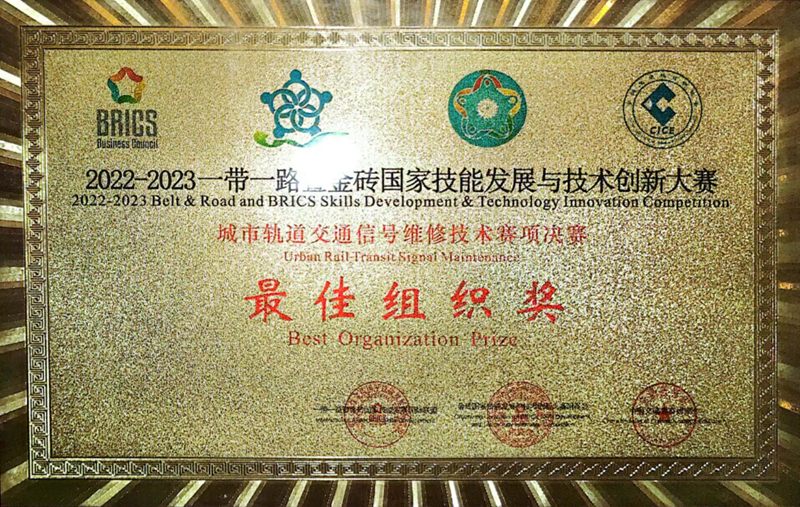 BRICS
Business Council
CICE
2022-2023一带一路暨金砖国家技能发展与技术创新大赛
2022-2023 Belt & Road and BRICS Skills Development & Technology Innovation Competition
城市轨道交通信号维修技术赛项决赛
Urban Rail Transit Signal Maintenance
最佳组织奖
Best Organization Prize